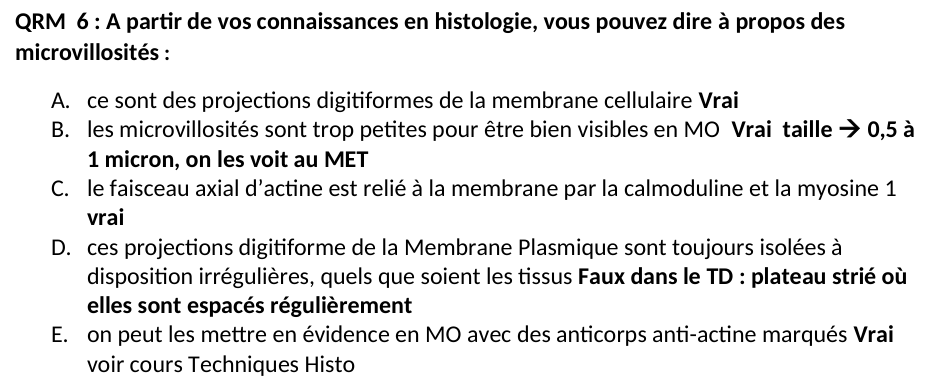 QRM  6 : A partir de vos connaissances en histologie, vous pouvez dire à propos des
microvillosités :
A. ce sont des projections digitiformes de la membrane cellulaire Vrai
B. les microvillosités sont trop petites pour être bien visibles en MO  Vrai  taille → 0,5 à
1 micron, on les voit au MET
C. le faisceau axial d’actine est relié à la membrane par la calmoduline et la myosine 1
vrai
D. ces projections digitiforme de la Membrane Plasmique sont toujours isolées à
disposition irrégulières, quels que soient les tissus Faux dans le TD : plateau strié où
elles sont espacés régulièrement
E. on peut les mettre en évidence en MO avec des anticorps anti-actine marqués Vrai
voir cours Techniques Histo